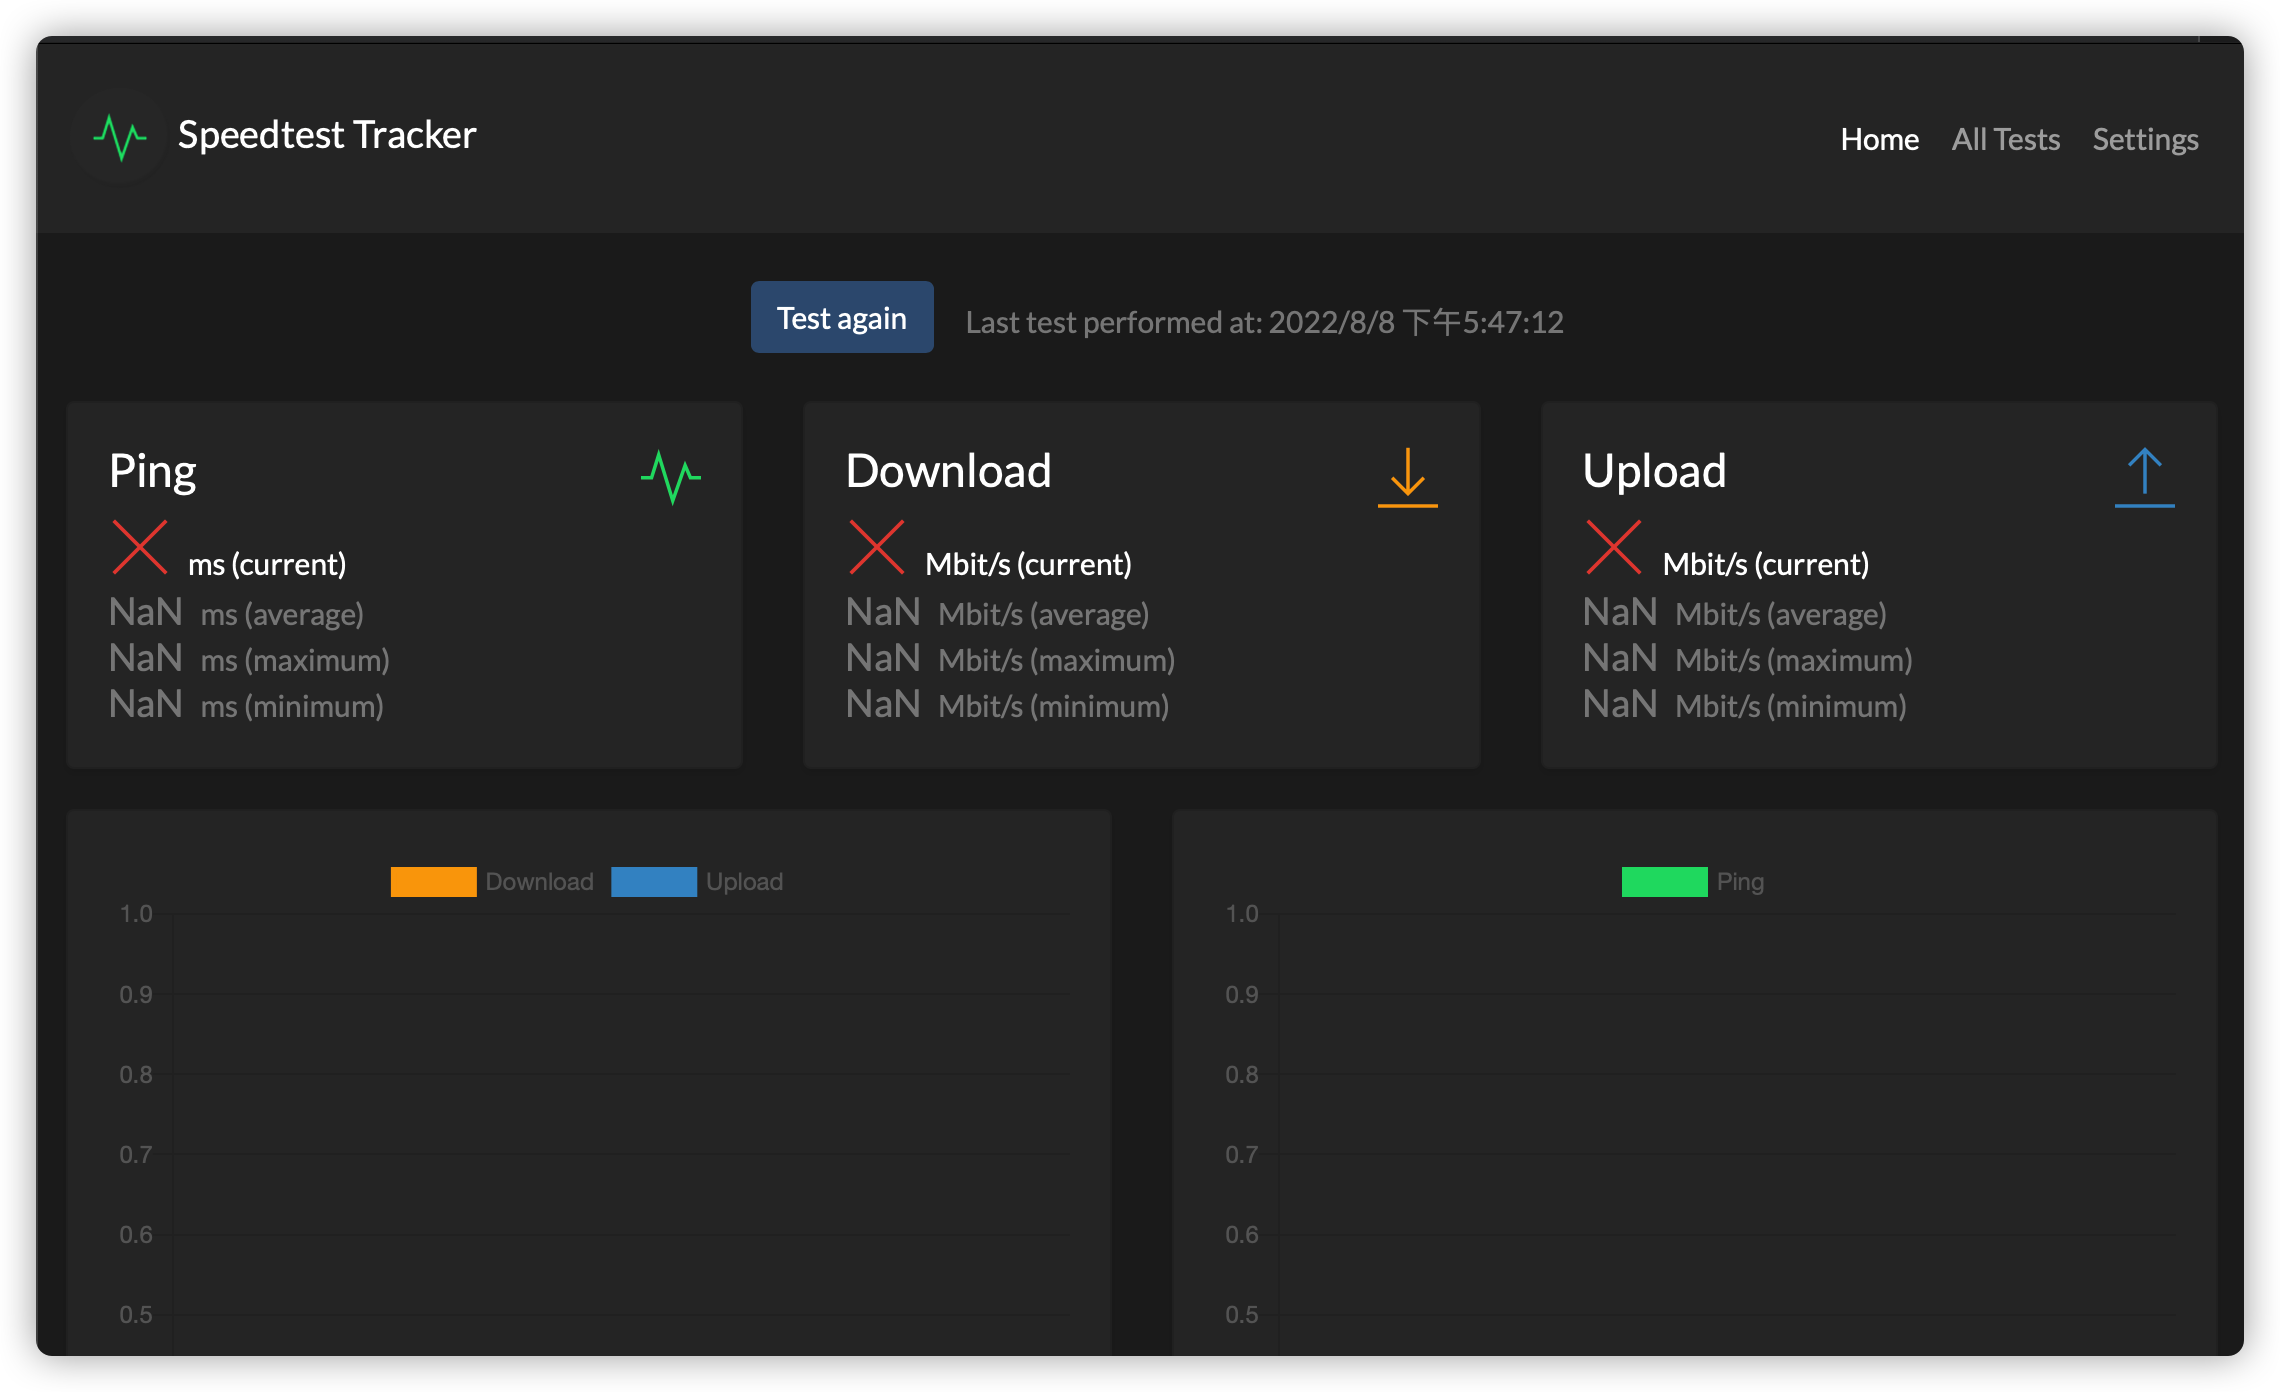 Speedtest Tracker
Home All Tests Settings
Test again
Last test performed at: 2022/8/8 下午5:47:12
Ping
ms (current)
NaN ms (average)
NaN ms (maximum)
NaN ms (minimum)
Download
Mbit/s (current)
NaN Mbit/s (average)
NaN Mbit/s (maximum)
NaN Mbit/s (minimum)
Upload
Mbit/s (current)
NaN Mbit/s (average)
NaN Mbit/s (maximum)
NaN Mbit/s (minimum)
Download Upload
1.0
0.9
0.8
0.7
0.6
0.5
Ping
1.0
0.9
0.8
0.7
0.6
0.5